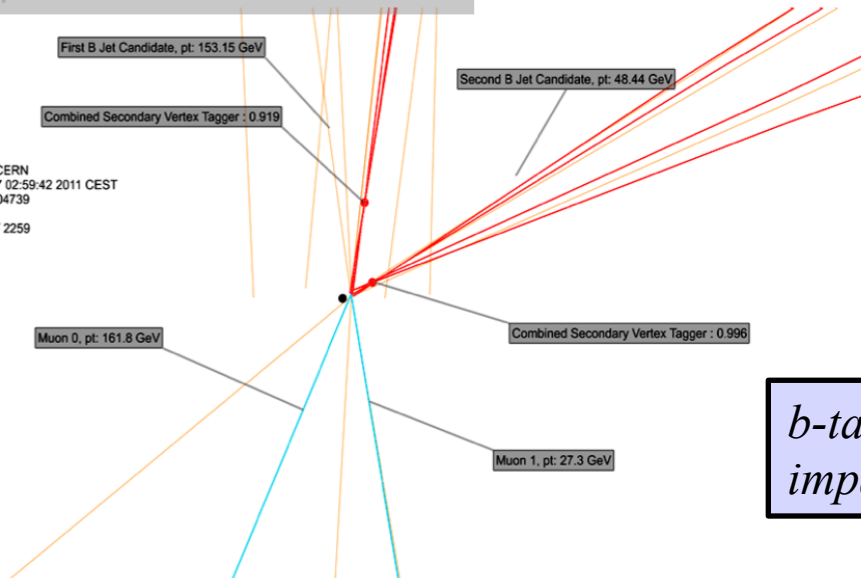 First B Jet Candidate, pt: 153.15 GeV
Second B Jet Candidate, pt: 48.44 GeV
Combined Secondary Vertex Tagger : 0.919
CERN
02:59:42 2011 CEST
04739
2259
Muon 0, pt: 161.8 GeV
Combined Secondary Vertex Tagger : 0.996
Muon 1, pt: 27.3 GeV
b-ta
imp